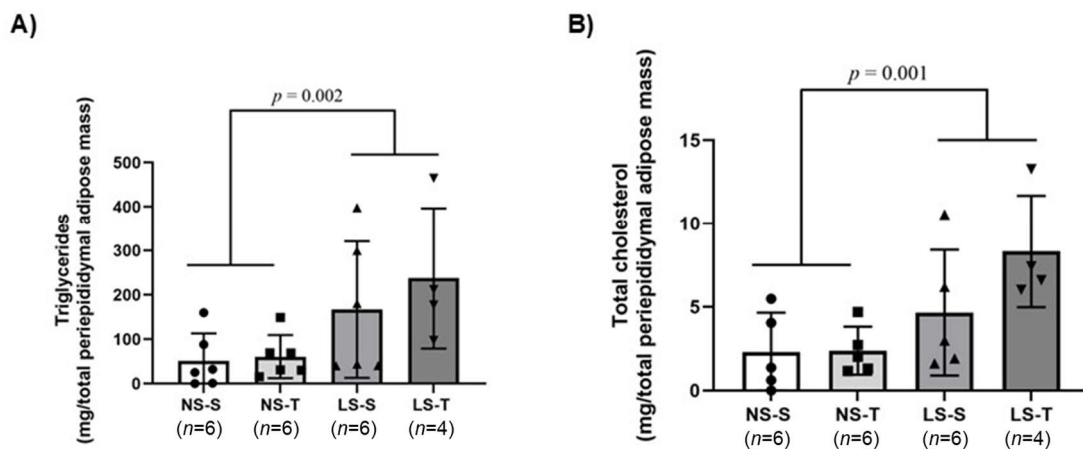 A)
p = 0.002
Triglycerides
(mg/total periepididymal adipose mass)
500
400
300
200
100
0
NS-S
NS-T
LS-S
LS-T
(n=6)
(n=6)
(n=6)
(n=4)
B)
p = 0.001
Total cholesterol
(mg/total periepididymal adipose mass)
15
10
5
0
NS-S
NS-T
LS-S
LS-T
(n=6)
(n=6)
(n=6)
(n=4)